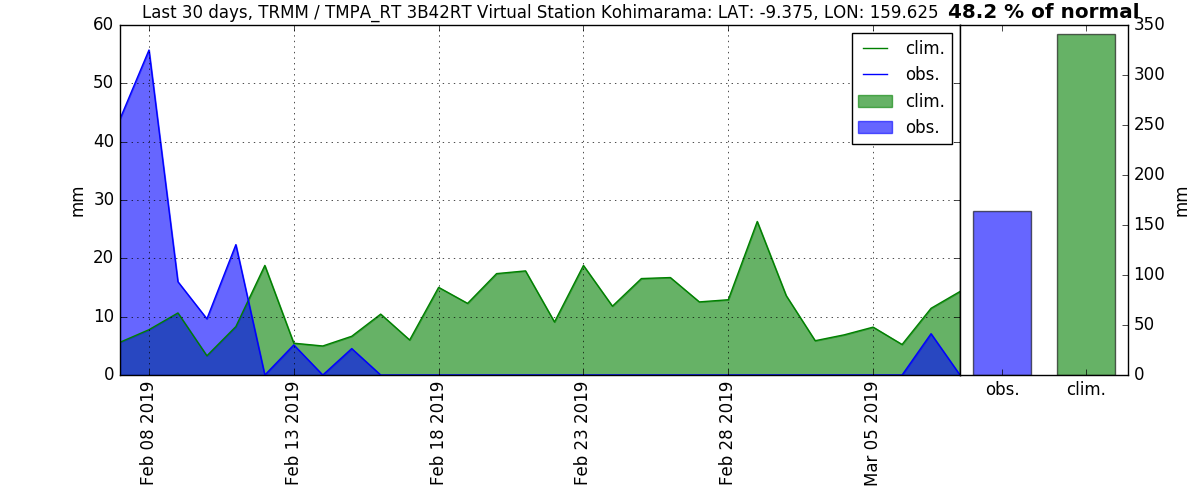 Last 30 days, TRMM / TMPA_RT 3B42RT Virtual Station Kohimarama: LAT: -9.375, LON: 159.625
48.2 % of normal
mm
60
50
40
30
20
10
0
clim.
obs.
clim.
obs.
Feb 08 2019
Feb 13 2019
Feb 18 2019
Feb 23 2019
Feb 28 2019
Mar 05 2019
350
300
250
200
150
100
50
0
mm
obs.
clim.